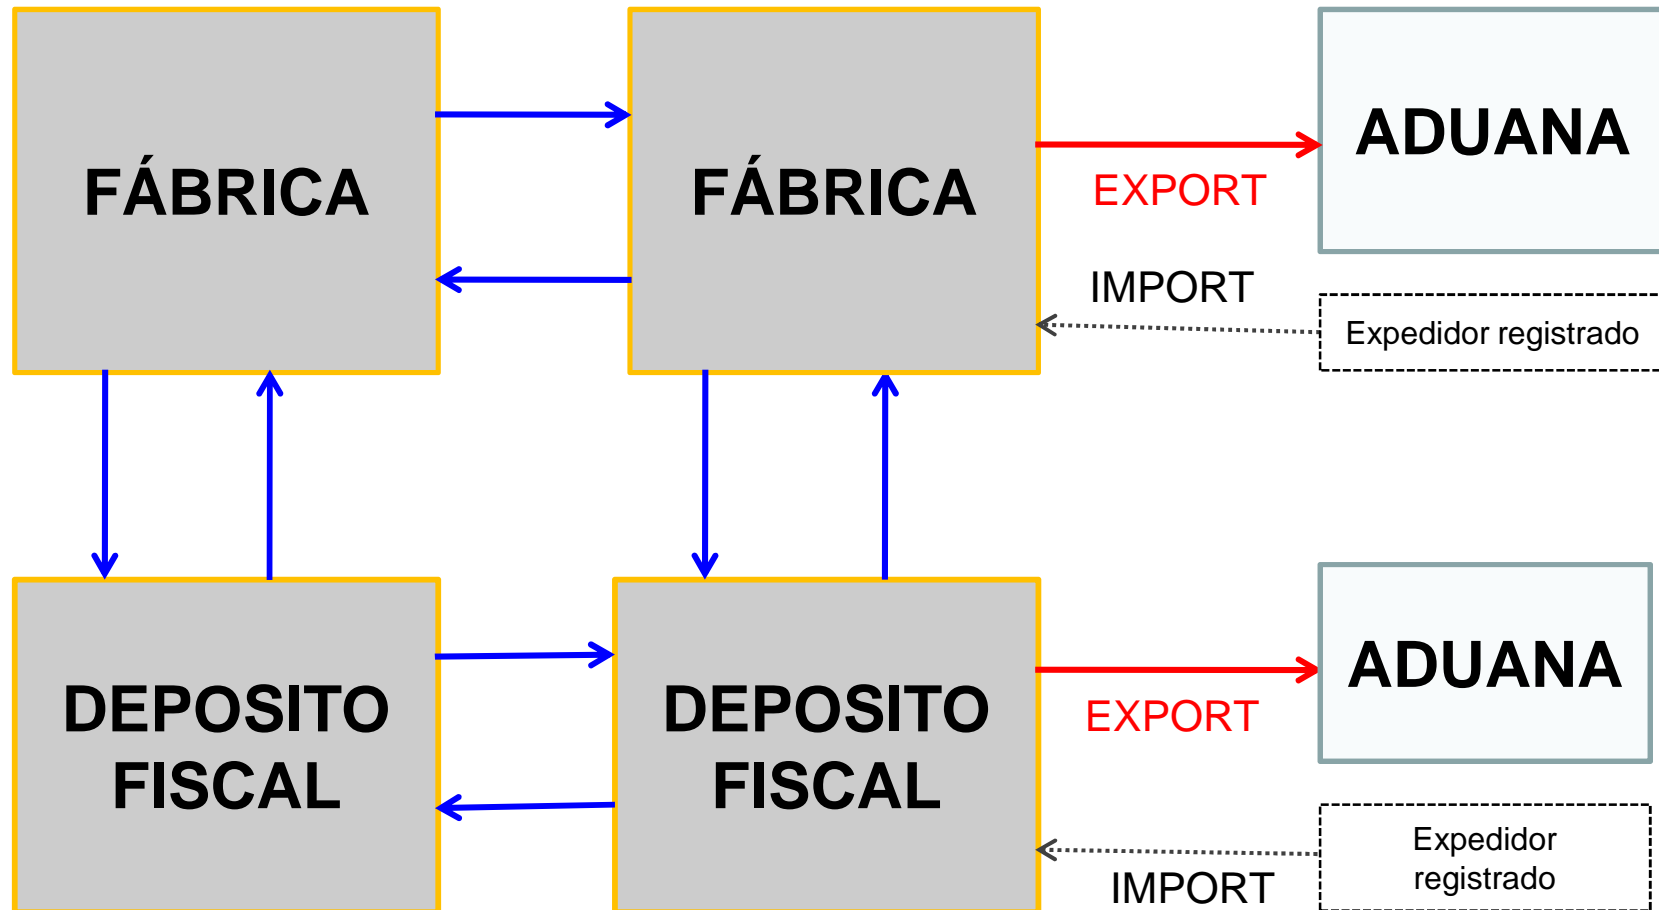 FÁBRICA
FÁBRICA
ADUANA
EXPORT
IMPORT
Expedidor registrado
DEPOSITO
FISCAL
DEPOSITO
FISCAL
ADUANA
EXPORT
Expedidor
registrado
IMPORT